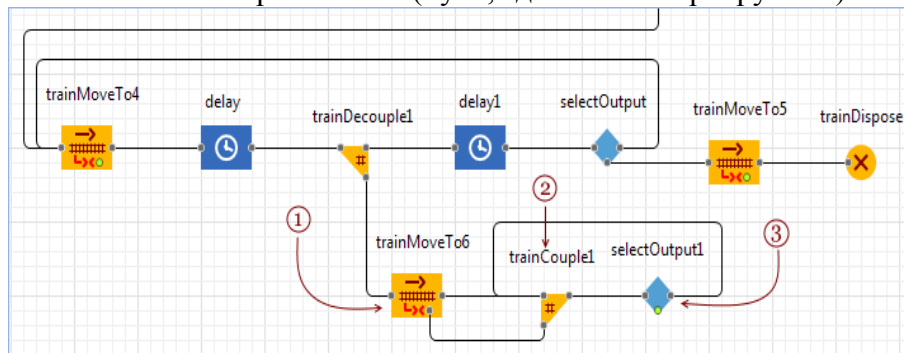 trainMoveTo4
delay
trainDecouple1
delay1
selectOutput
trainMoveTo5
trainDispose
①
②
③
trainMoveTo6
trainCouple1
selectOutput1